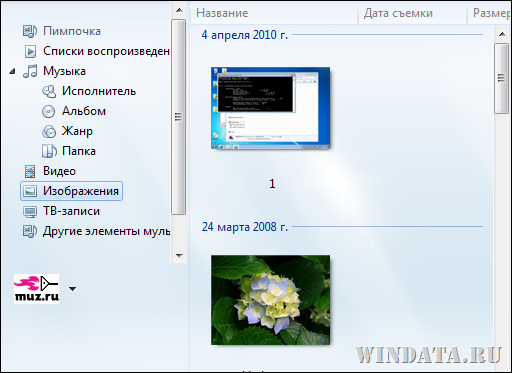 Название
Дата съемки
Размер
Пимпочка
Списки воспроизведен
Музыка
Исполнитель
Альбом
Жанр
Папка
Видео
Изображения
ТВ-записи
Другие элементы муль
muz.ru
4 апреля 2010 г.
1
24 марта 2008 г.
WINDATA.RU